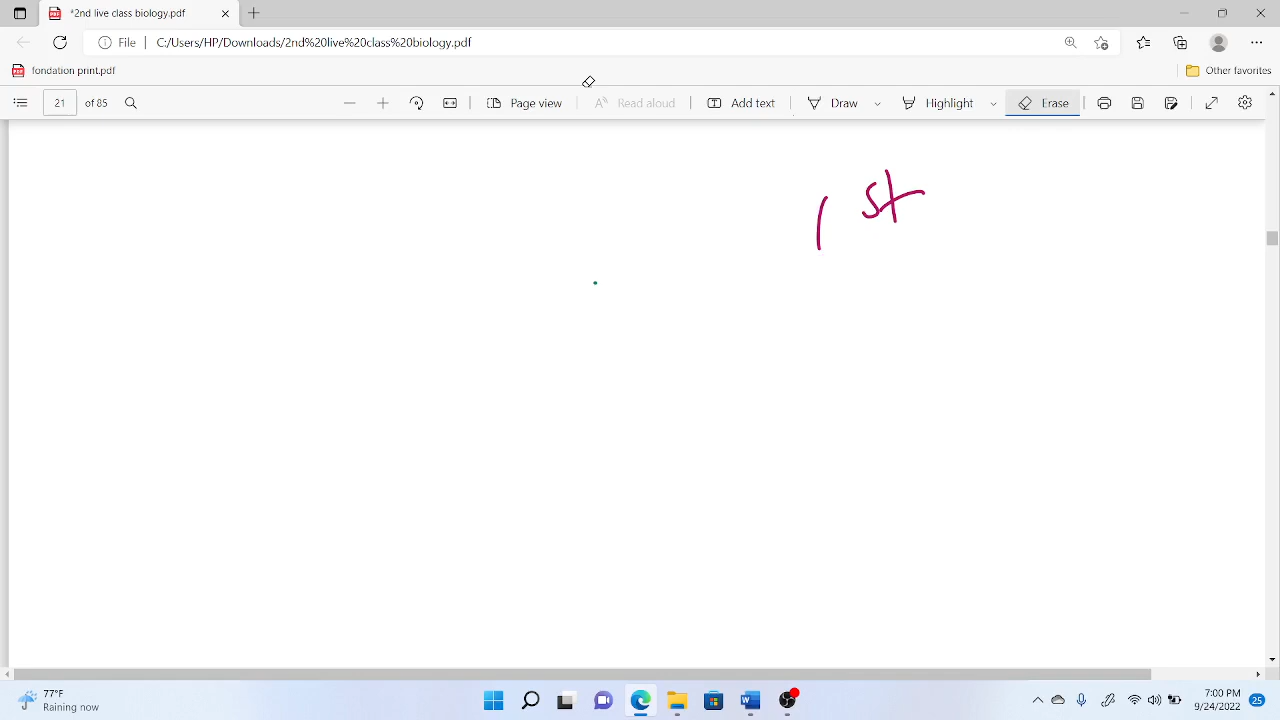 *2nd live class biology.pdf
File C:/Users/HP/Downloads/2nd%20live%20class%20biology.pdf
fondation print.pdf Other favorites
21 of 85 Page view Read aloud Add text Draw Highlight Erase
1st
77°F
Raining now
7:00 PM
9/24/2022
25